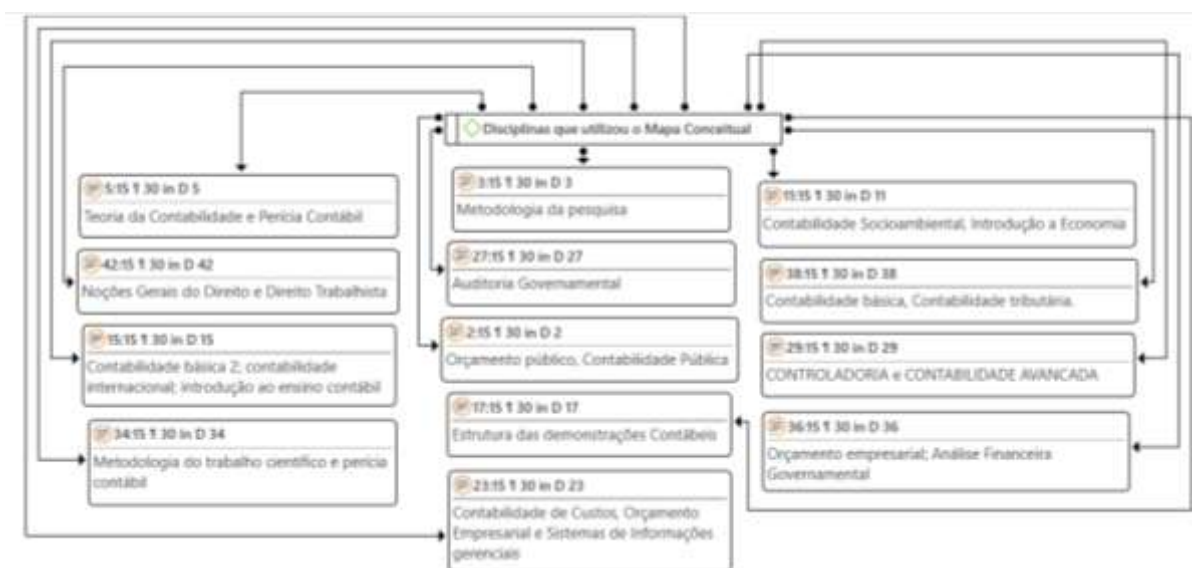 Disciplinas que utilizou o Mapa Conceitual
5:15 ¶ 30 in D 5
Teoria da Contabilidade e Perícia Contábil
42:15 ¶ 30 in D 42
Noções Gerais do Direito e Direito Trabalhista
15:15 ¶ 30 in D 15
Contabilidade básica 2; contabilidade
internacional; introdução ao ensino contábil
34:15 ¶ 30 in D 34
Metodologia do trabalho científico e perícia
contábil
3:15 ¶ 30 in D 3
Metodologia da pesquisa
27:15 ¶ 30 in D 27
Auditoria Governamental
2:15 ¶ 30 in D 2
Orçamento público, Contabilidade Pública
17:15 ¶ 30 in D 17
Estrutura das demonstrações Contábeis
23:15 ¶ 30 in D 23
Contabilidade de Custos, Orçamento
Empresarial e Sistemas de Informações
gerenciais
11:15 ¶ 30 in D 11
Contabilidade Socioambiental, Introdução a Economia
38:15 ¶ 30 in D 38
Contabilidade básica, Contabilidade tributária.
29:15 ¶ 30 in D 29
CONTROLADORIA e CONTABILIDADE AVANCADA
36:15 ¶ 30 in D 36
Orçamento empresarial; Análise Financeira
Governamental